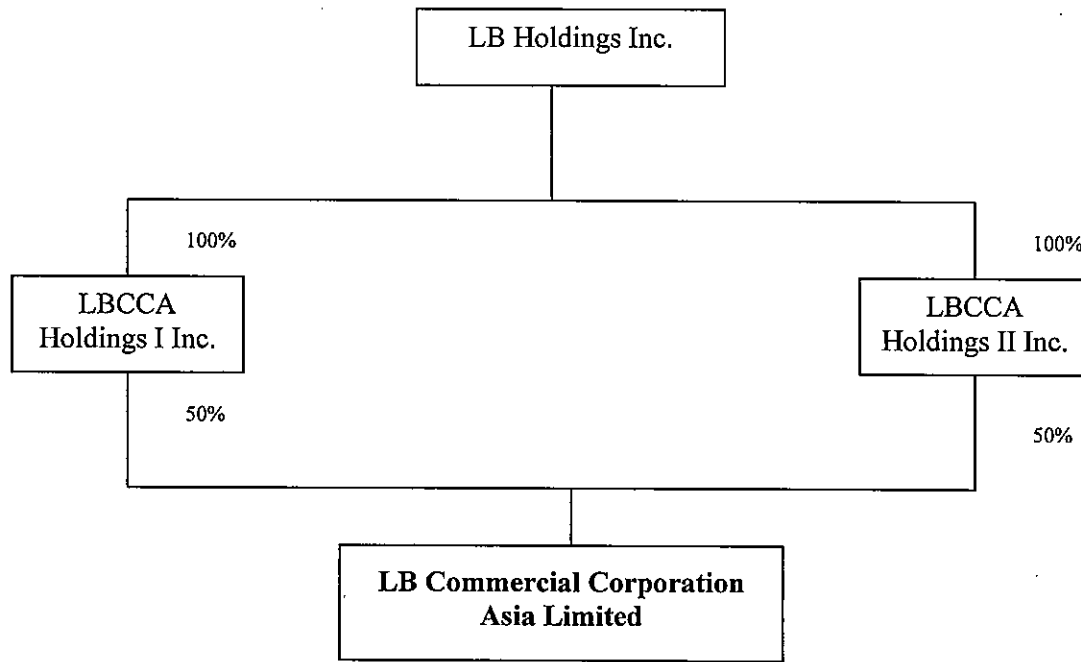 LB Holdings Inc.
100%
100%
LBCCA
Holdings I Inc.
LBCCA
Holdings II Inc.
50%
50%
LB Commercial Corporation
Asia Limited